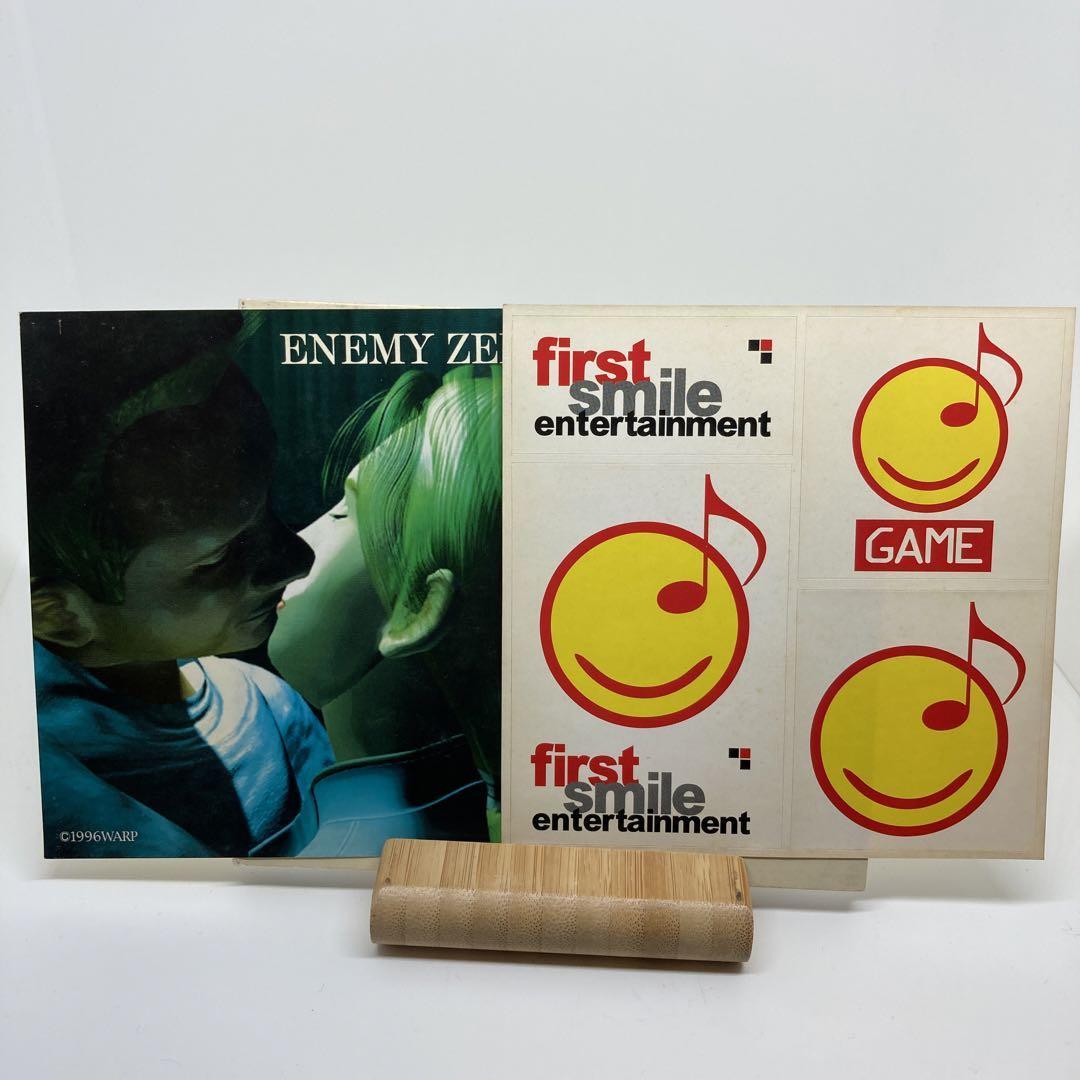 ENEMY ZE
©1996WARP
first
smile
entertainment
GAME
first
smile
entertainment